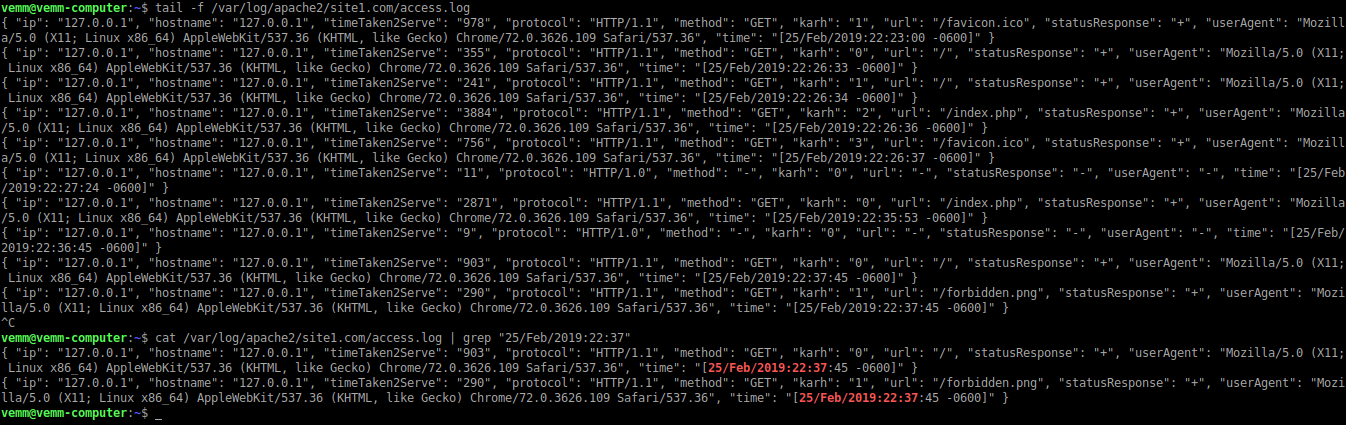 vemm@vemm-computer:~$ tail -f /var/log/apache2/site1.com/access.log
{ "ip": "127.0.0.1", "hostname": "127.0.0.1", "timeTaken2Serve": "978", "protocol": "HTTP/1.1", "method": "GET", "karh": "1", "url": "/favicon.ico", "statusResponse": "+", "userAgent": "Mozill
a/5.0 (X11; Linux x86_64) AppleWebKit/537.36 (KHTML, like Gecko) Chrome/72.0.3626.109 Safari/537.36", "time": "[25/Feb/2019:22:23:00 -0600]" }
{ "ip": "127.0.0.1", "hostname": "127.0.0.1", "timeTaken2Serve": "355", "protocol": "HTTP/1.1", "method": "GET", "karh": "0", "url": "/", "statusResponse": "+", "userAgent": "Mozilla/5.0 (X11;
 Linux x86_64) AppleWebKit/537.36 (KHTML, like Gecko) Chrome/72.0.3626.109 Safari/537.36", "time": "[25/Feb/2019:22:26:33 -0600]" }
{ "ip": "127.0.0.1", "hostname": "127.0.0.1", "timeTaken2Serve": "241", "protocol": "HTTP/1.1", "method": "GET", "karh": "1", "url": "/", "statusResponse": "+", "userAgent": "Mozilla/5.0 (X11;
 Linux x86_64) AppleWebKit/537.36 (KHTML, like Gecko) Chrome/72.0.3626.109 Safari/537.36", "time": "[25/Feb/2019:22:26:34 -0600]" }
{ "ip": "127.0.0.1", "hostname": "127.0.0.1", "timeTaken2Serve": "3884", "protocol": "HTTP/1.1", "method": "GET", "karh": "2", "url": "/index.php", "statusResponse": "+", "userAgent": "Mozilla
/5.0 (X11; Linux x86_64) AppleWebKit/537.36 (KHTML, like Gecko) Chrome/72.0.3626.109 Safari/537.36", "time": "[25/Feb/2019:22:26:36 -0600]" }
{ "ip": "127.0.0.1", "hostname": "127.0.0.1", "timeTaken2Serve": "756", "protocol": "HTTP/1.1", "method": "GET", "karh": "3", "url": "/favicon.ico", "statusResponse": "+", "userAgent": "Mozill
a/5.0 (X11; Linux x86_64) AppleWebKit/537.36 (KHTML, like Gecko) Chrome/72.0.3626.109 Safari/537.36", "time": "[25/Feb/2019:22:26:37 -0600]" }
{ "ip": "127.0.0.1", "hostname": "127.0.0.1", "timeTaken2Serve": "11", "protocol": "HTTP/1.0", "method": "-", "karh": "0", "url": "-", "statusResponse": "-", "userAgent": "-", "time": "[25/Feb
/2019:22:27:24 -0600]" }
{ "ip": "127.0.0.1", "hostname": "127.0.0.1", "timeTaken2Serve": "2871", "protocol": "HTTP/1.1", "method": "GET", "karh": "0", "url": "/index.php", "statusResponse": "+", "userAgent": "Mozilla
/5.0 (X11; Linux x86_64) AppleWebKit/537.36 (KHTML, like Gecko) Chrome/72.0.3626.109 Safari/537.36", "time": "[25/Feb/2019:22:35:53 -0600]" }
{ "ip": "127.0.0.1", "hostname": "127.0.0.1", "timeTaken2Serve": "9", "protocol": "HTTP/1.0", "method": "-", "karh": "0", "url": "-", "statusResponse": "-", "userAgent": "-", "time": "[25/Feb/
2019:22:36:45 -0600]" }
{ "ip": "127.0.0.1", "hostname": "127.0.0.1", "timeTaken2Serve": "903", "protocol": "HTTP/1.1", "method": "GET", "karh": "0", "url": "/", "statusResponse": "+", "userAgent": "Mozilla/5.0 (X11;
 Linux x86_64) AppleWebKit/537.36 (KHTML, like Gecko) Chrome/72.0.3626.109 Safari/537.36", "time": "[25/Feb/2019:22:37:45 -0600]" }
{ "ip": "127.0.0.1", "hostname": "127.0.0.1", "timeTaken2Serve": "290", "protocol": "HTTP/1.1", "method": "GET", "karh": "1", "url": "/forbidden.png", "statusResponse": "+", "userAgent": "Mozi
lla/5.0 (X11; Linux x86_64) AppleWebKit/537.36 (KHTML, like Gecko) Chrome/72.0.3626.109 Safari/537.36", "time": "[25/Feb/2019:22:37:45 -0600]" }
^C
vemm@vemm-computer:~$ cat /var/log/apache2/site1.com/access.log | grep "25/Feb/2019:22:37"
{ "ip": "127.0.0.1", "hostname": "127.0.0.1", "timeTaken2Serve": "903", "protocol": "HTTP/1.1", "method": "GET", "karh": "0", "url": "/", "statusResponse": "+", "userAgent": "Mozilla/5.0 (X11;
 Linux x86_64) AppleWebKit/537.36 (KHTML, like Gecko) Chrome/72.0.3626.109 Safari/537.36", "time": "[25/Feb/2019:22:37:45 -0600]" }
{ "ip": "127.0.0.1", "hostname": "127.0.0.1", "timeTaken2Serve": "290", "protocol": "HTTP/1.1", "method": "GET", "karh": "1", "url": "/forbidden.png", "statusResponse": "+", "userAgent": "Mozi
lla/5.0 (X11; Linux x86_64) AppleWebKit/537.36 (KHTML, like Gecko) Chrome/72.0.3626.109 Safari/537.36", "time": "[25/Feb/2019:22:37:45 -0600]" }
vemm@vemm-computer:~$ _